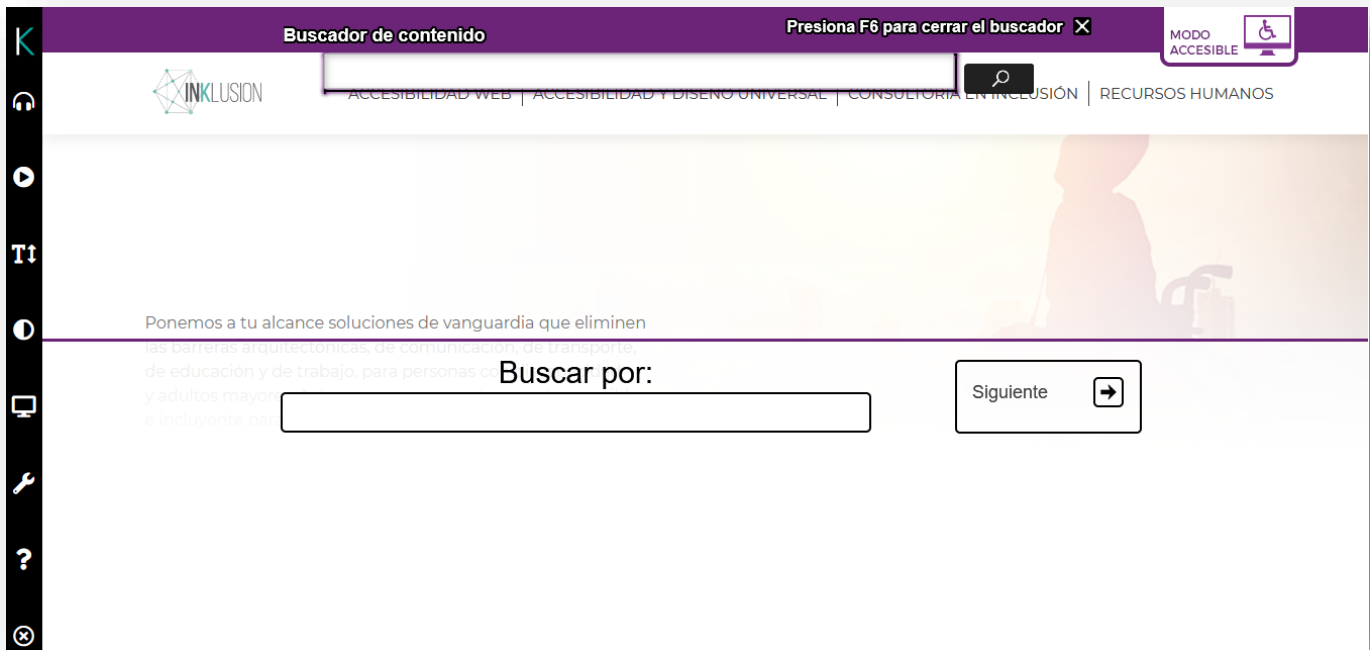 Buscador de contenido
Presiona F6 para cerrar el buscador
MODO
ACCESIBLE
INKLUSION
ACCESIBILIDAD WEB | ACCESIBILIDAD Y DISEÑO UNIVERSAL | CONSULTORÍA EN INCLUSIÓN | RECURSOS HUMANOS
Ponemos a tu alcance soluciones de vanguardia que eliminen
las barreras arquitectónicas, de comunicación, de transporte,
de educación y de trabajo, para personas
y adultos mayores
e incluyente para
Buscar por:
Siguiente